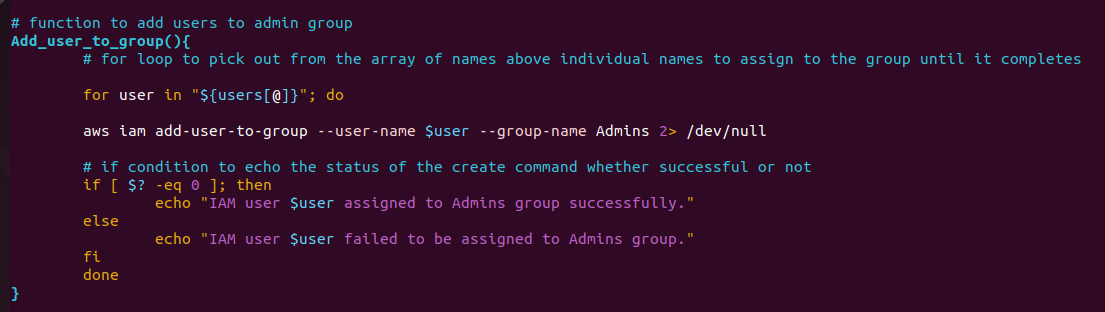 # function to add users to admin group
Add_user_to_group(){
# for loop to pick out from the array of names above individual names to assign to the group until it completes
for user in "${users[@]}"; do
aws iam add-user-to-group --user-name $user --group-name Admins 2> /dev/null
# if condition to echo the status of the create command whether successful or not
if [ $? -eq 0 ]; then
echo "IAM user $user assigned to Admins group successfully."
else
echo "IAM user $user failed to be assigned to Admins group."
fi
done
}